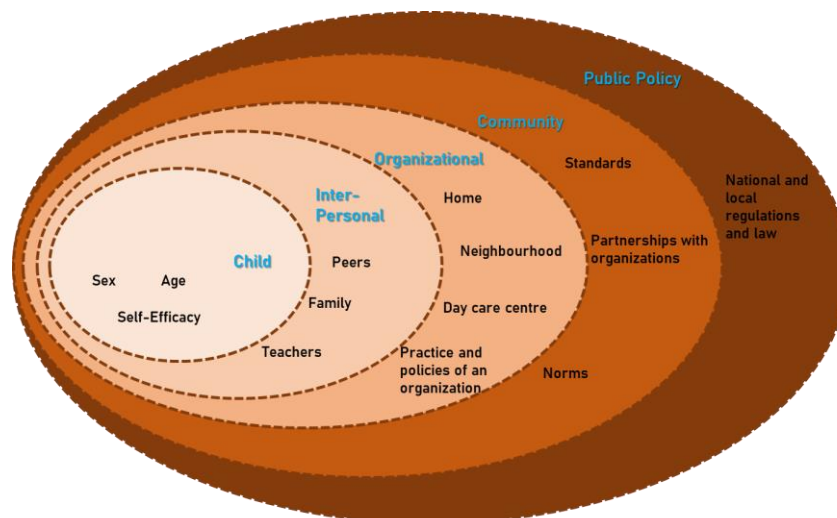 Public Policy
Community
Standards
Organizational
National and
local
regulations
and law
Inter-
Personal
Home
Partnerships with
organizations
Neighbourhood
Child
Peers
Sex
Age
Family
Day care centre
Self-Efficacy
Teachers
Practice and
policies of an
organization
Norms